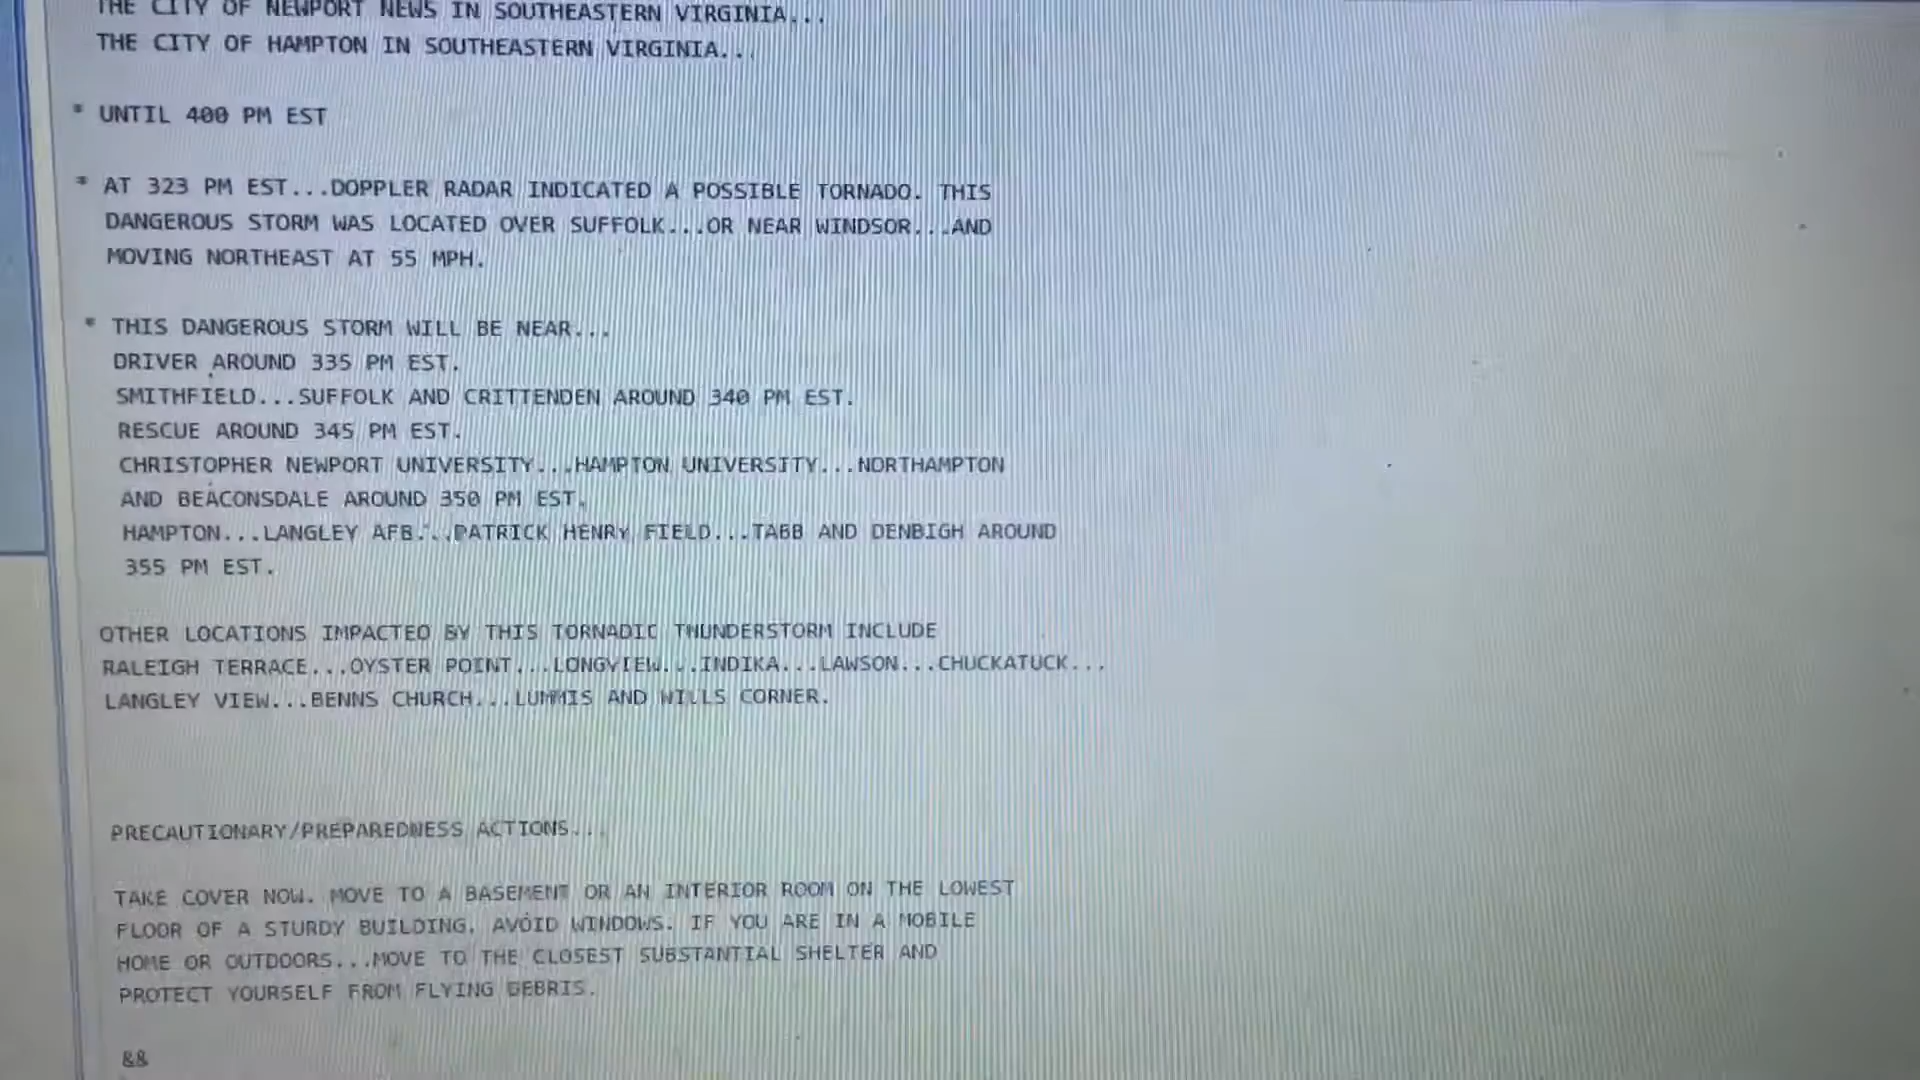 THE CITY OF NEWPORT NEWS IN SOUTHEASTERN VIRGINIA...
THE CITY OF HAMPTON IN SOUTHEASTERN VIRGINIA...
* UNTIL 400 PM EST
* AT 323 PM EST...DOPPLER RADAR INDICATED A POSSIBLE TORNADO. THIS
DANGEROUS STORM WAS LOCATED OVER SUFFOLK...OR NEAR WINDSOR...AND
MOVING NORTHEAST AT 55 MPH.
* THIS DANGEROUS STORM WILL BE NEAR...
DRIVER AROUND 335 PM EST.
SMITHFIELD...SUFFOLK AND CRITTENDEN AROUND 340 PM EST.
RESCUE AROUND 345 PM EST.
CHRISTOPHER NEWPORT UNIVERSITY...HAMPTON UNIVERSITY...NORTHAMPTON
AND BEACONSDALE AROUND 350 PM EST.
HAMPTON...LANGLEY AFB...PATRICK HENRY FIELD...TABB AND DENBIGH AROUND
355 PM EST.
OTHER LOCATIONS IMPACTED BY THIS TORNADIC THUNDERSTORM INCLUDE
RALEIGH TERRACE...OYSTER POINT...LONGVIEW...INDIKA...LAWSON...CHUCKATUCK...
LANGLEY VIEW...BENNS CHURCH...LUMMIS AND WILLS CORNER.
PRECAUTIONARY/PREPAREDNESS ACTIONS...
TAKE COVER NOW. MOVE TO A BASEMENT OR AN INTERIOR ROOM ON THE LOWEST
FLOOR OF A STURDY BUILDING. AVOID WINDOWS. IF YOU ARE IN A MOBILE
HOME OR OUTDOORS...MOVE TO THE CLOSEST SUBSTANTIAL SHELTER AND
PROTECT YOURSELF FROM FLYING DEBRIS.
&&